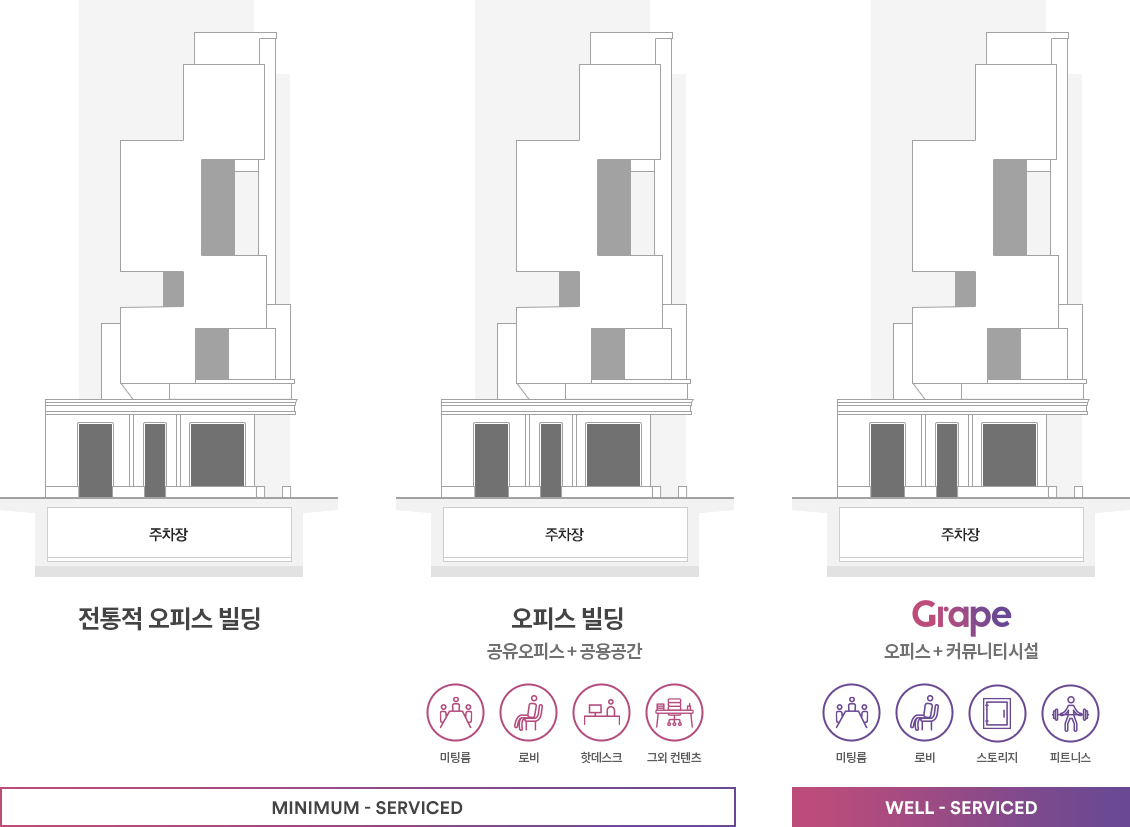 주차장
주차장
주차장
전통적 오피스 빌딩
오피스 빌딩
공유오피스 + 공용공간
미팅룸
로비
핫데스크
그외 컨텐츠
Grape
오피스 + 커뮤니티시설
미팅룸
로비
스토리지
피트니스
MINIMUM - SERVICED
WELL - SERVICED